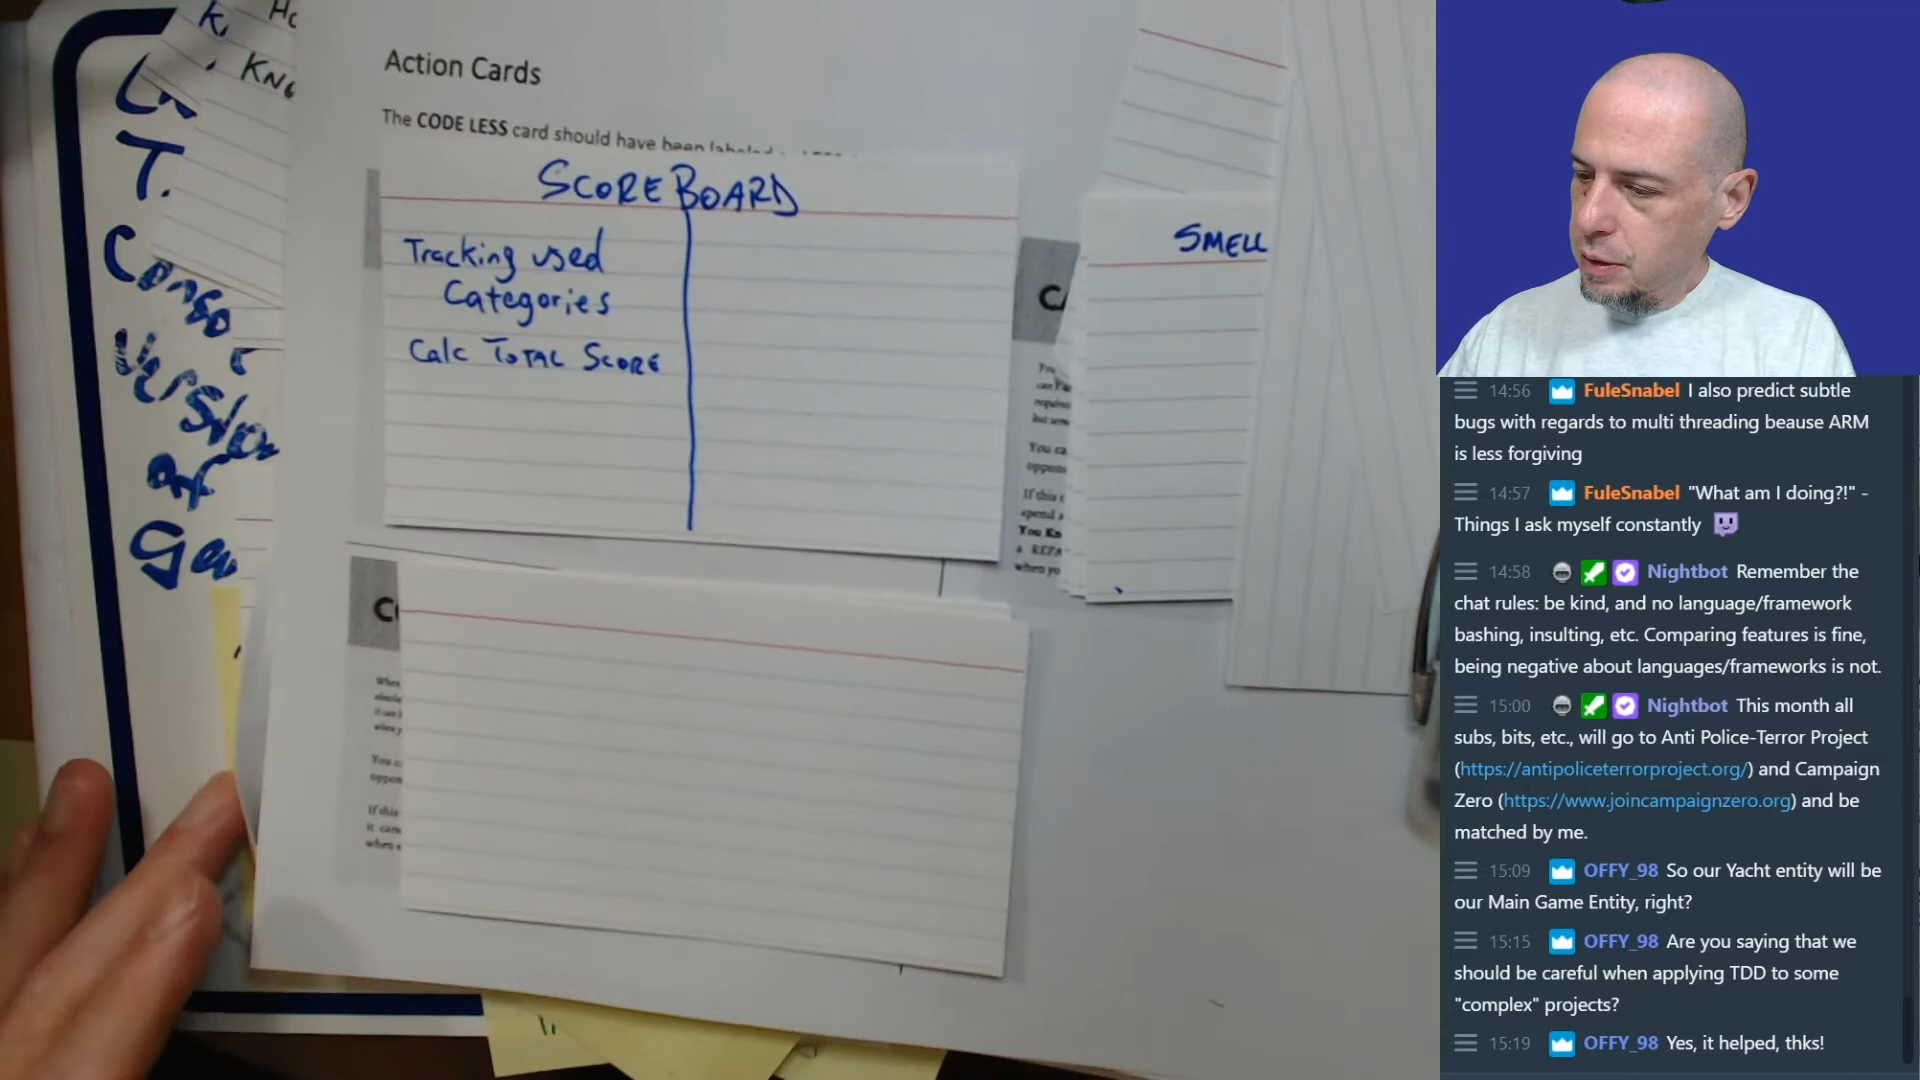 Action Cards
The CODE LESS card should have been labeled
SCOREBOARD
Tracking used
Categories
Calc TOTAL SCORE
SMELL
14:56 FuleSnabel I also predict subtle
bugs with regards to multi threading beause ARM
is less forgiving
14:57 FuleSnabel "What am I doing?!" -
Things I ask myself constantly
14:58 Nightbot Remember the
chat rules: be kind, and no language/framework
bashing, insulting, etc. Comparing features is fine,
being negative about languages/frameworks is not.
15:00 Nightbot This month all
subs, bits, etc., will go to Anti Police-Terror Project
(https://antipoliceterrorproject.org/) and Campaign
Zero (https://www.joincampaignzero.org) and be
matched by me.
15:09 OFFY_98 So our Yacht entity will be
our Main Game Entity, right?
15:15 OFFY_98 Are you saying that we
should be careful when applying TDD to some
"complex" projects?
15:19 OFFY_98 Yes, it helped, thks!